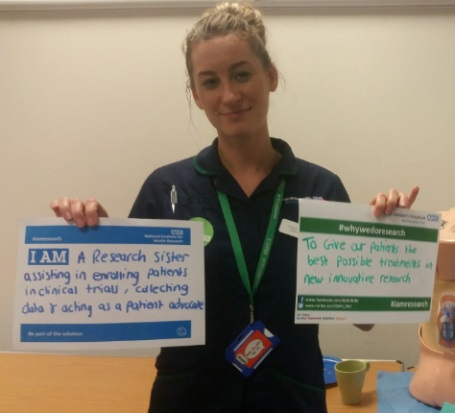 #iamresearch
NHS
National Institute for
Health Research
I AM A Research Sister
assisting in enrolling patients
in clinical trials, collecting
data & acting as a patient advocate
Be part of the solution
NHS
#whywedoresearch
To Give our patients the
best possible treatments in
new innovative research
#iamresearch